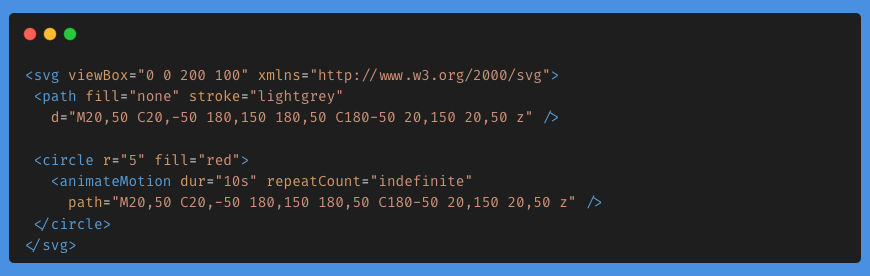 <svg viewBox="0 0 200 100" xmlns="http://www.w3.org/2000/svg">
<path fill="none" stroke="lightgrey"
d="M20,50 C20,-50 180,150 180,50 C180-50 20,150 20,50 z" />
<circle r="5" fill="red">
<animateMotion dur="10s" repeatCount="indefinite"
path="M20,50 C20,-50 180,150 180,50 C180-50 20,150 20,50 z" />
</circle>
</svg>